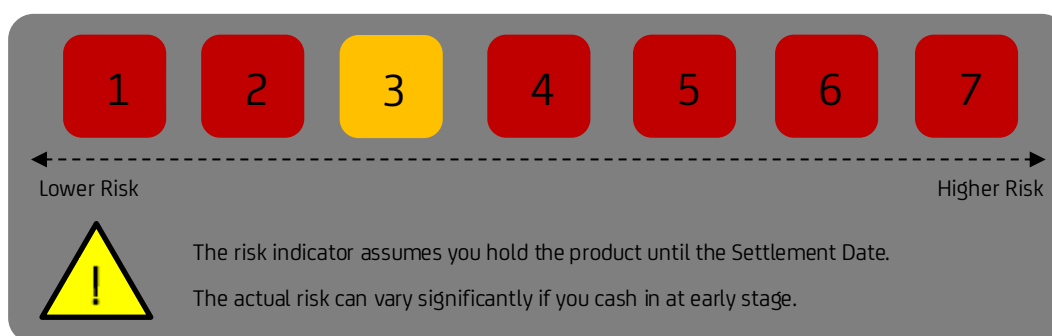 1 2 3 4 5 6 7
Lower Risk Higher Risk
The risk indicator assumes you hold the product until the Settlement Date.
!
The actual risk can vary significantly if you cash in at early stage.